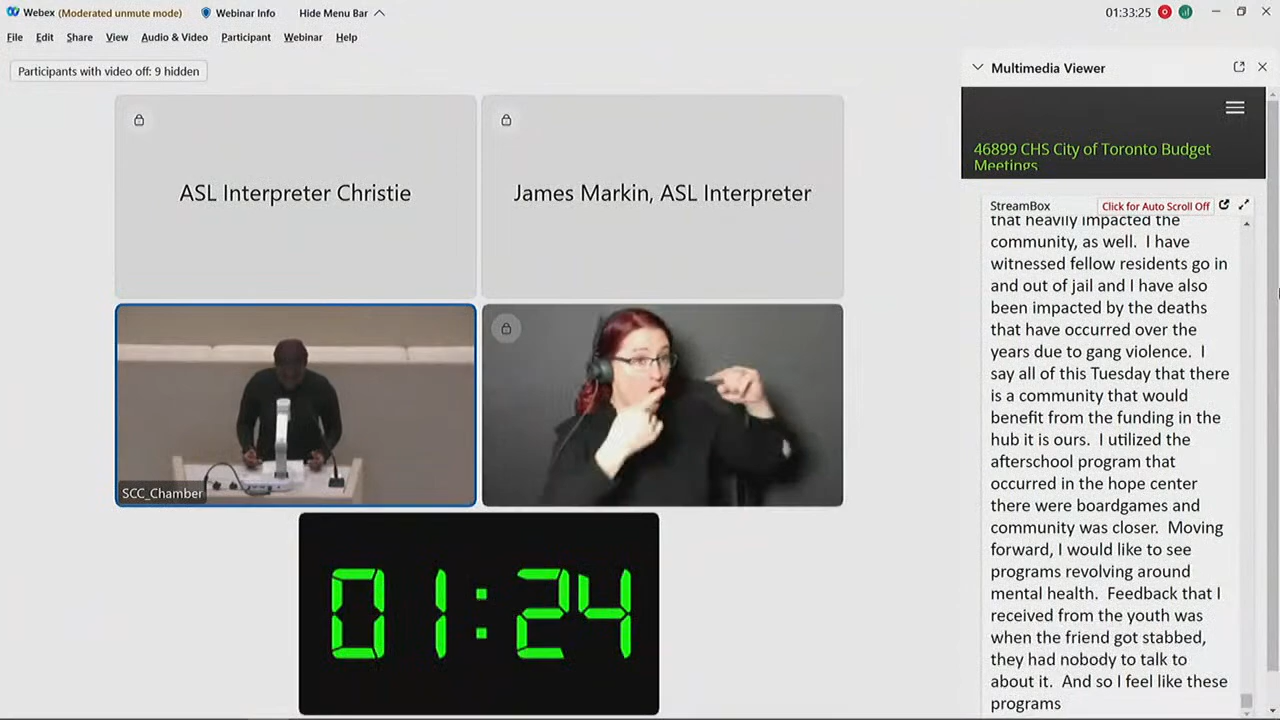 Webex (Moderated unmute mode) Webinar Info Hide Menu Bar 01:33:25
File Edit Share View Audio & Video Participant Webinar Help
Participants with video off: 9 hidden
Multimedia Viewer
ASL Interpreter Christie
James Markin, ASL Interpreter
SCC_Chamber
01:24
46899 CHS City of Toronto Budget
Meetings
StreamBox Click for Auto Scroll Off
that heavily impacted the
community, as well.  I have
witnessed fellow residents go in
and out of jail and I have also
been impacted by the deaths
that have occurred over the
years due to gang violence.  I
say all of this Tuesday that there
is a community that would
benefit from the funding in the
hub it is ours.  I utilized the
afterschool program that
occurred in the hope center
there were boardgames and
community was closer.  Moving
forward, I would like to see
programs revolving around
mental health.  Feedback that I
received from the youth was
when the friend got stabbed,
they had nobody to talk to
about it.  And so I feel like these
programs